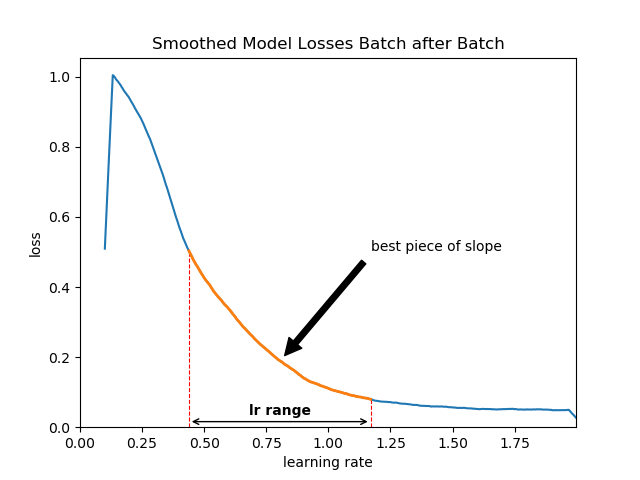 Smoothed Model Losses Batch after Batch
1.0
0.8
0.6
0.4
0.2
0.0
loss
best piece of slope
lr range
0.00 0.25 0.50 0.75 1.00 1.25 1.50 1.75
learning rate